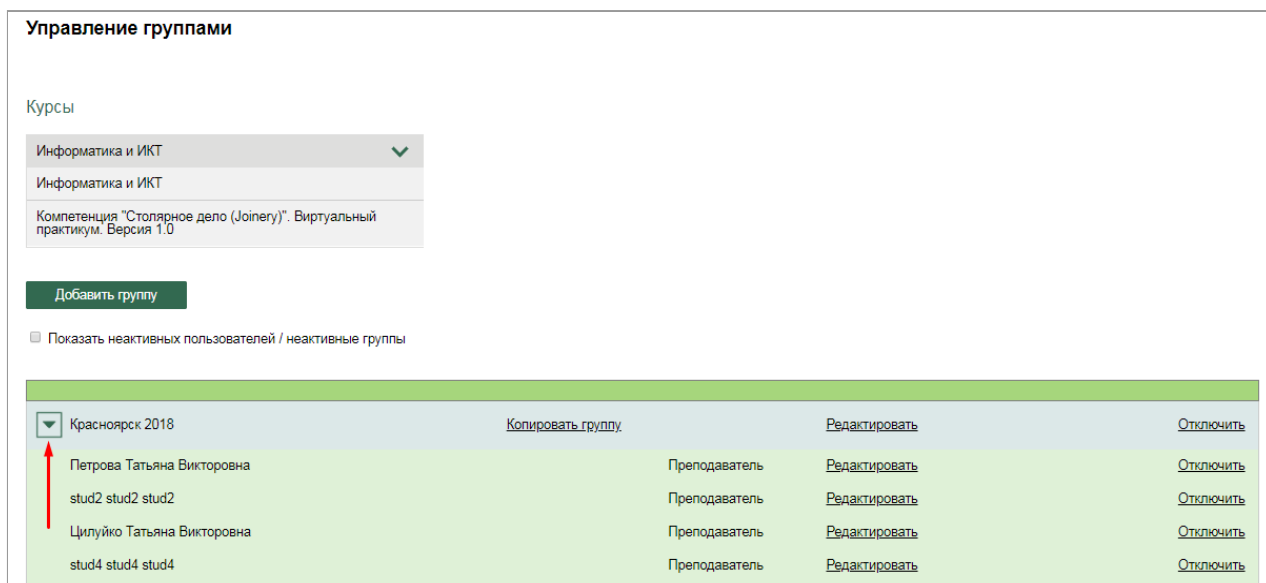 Управление группами
Курсы
Информатика и ИКТ
Информатика и ИКТ
Компетенция "Столярное дело (Joinery)". Виртуальный
практикум. Версия 1.0
Добавить группу
Показать неактивных пользователей / неактивные группы
Красноярск 2018 Копировать группу Редактировать Отключить
Петрова Татьяна Викторовна Преподаватель Редактировать Отключить
stud2 stud2 stud2 Преподаватель Редактировать Отключить
Цилуйко Татьяна Викторовна Преподаватель Редактировать Отключить
stud4 stud4 stud4 Преподаватель Редактировать Отключить